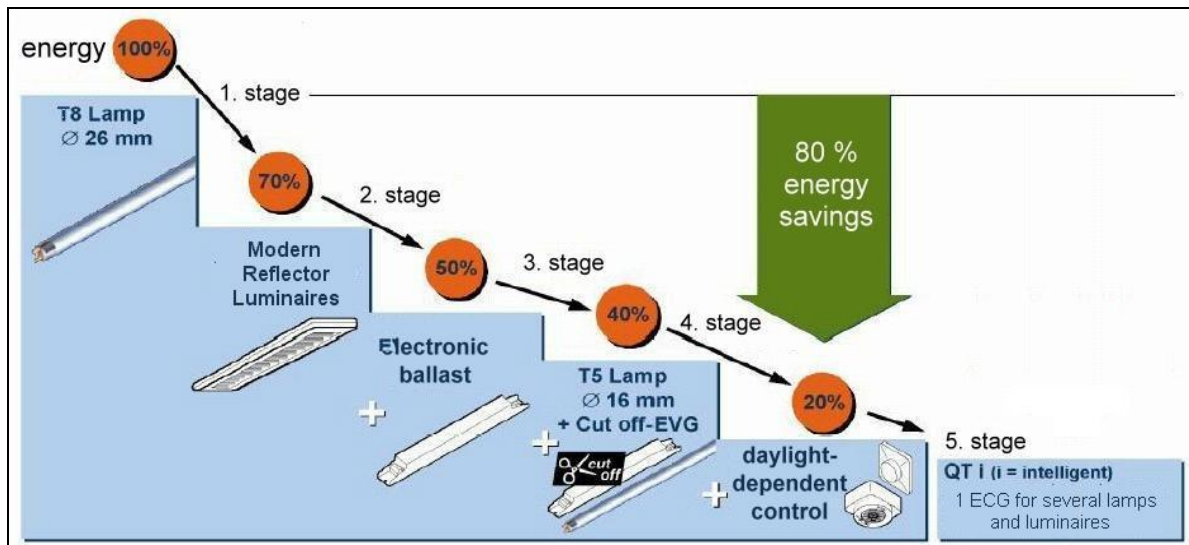 energy 100%
1. stage
T8 Lamp
∅ 26 mm
70%
2. stage
Modern
Reflector
Luminaires
50%
3. stage
Electronic
ballast
+
40%
4. stage
T5 Lamp
∅ 16 mm
+ Cut off-EVG
+
cut
off
80 %
energy
savings
20%
daylight-
dependent
control
+
5. stage
QT i (i = intelligent)
1 ECG for several lamps
and luminaires